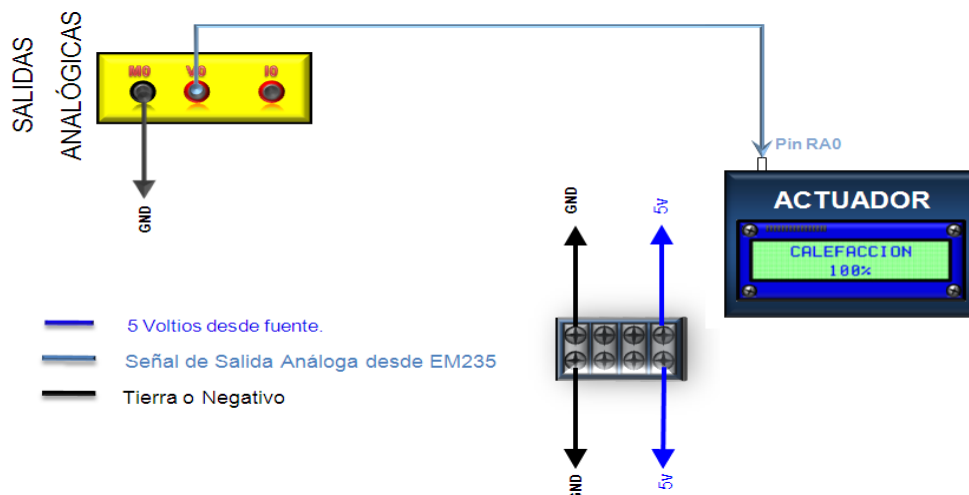 SALIDAS
ANALÓGICAS
M0 V0 I0
GND
Pin RA0
ACTUADOR
CALEFACCION
100%
GND 5v
GND 5v
5 Voltios desde fuente.
Señal de Salida Análoga desde EM235
Tierra o Negativo